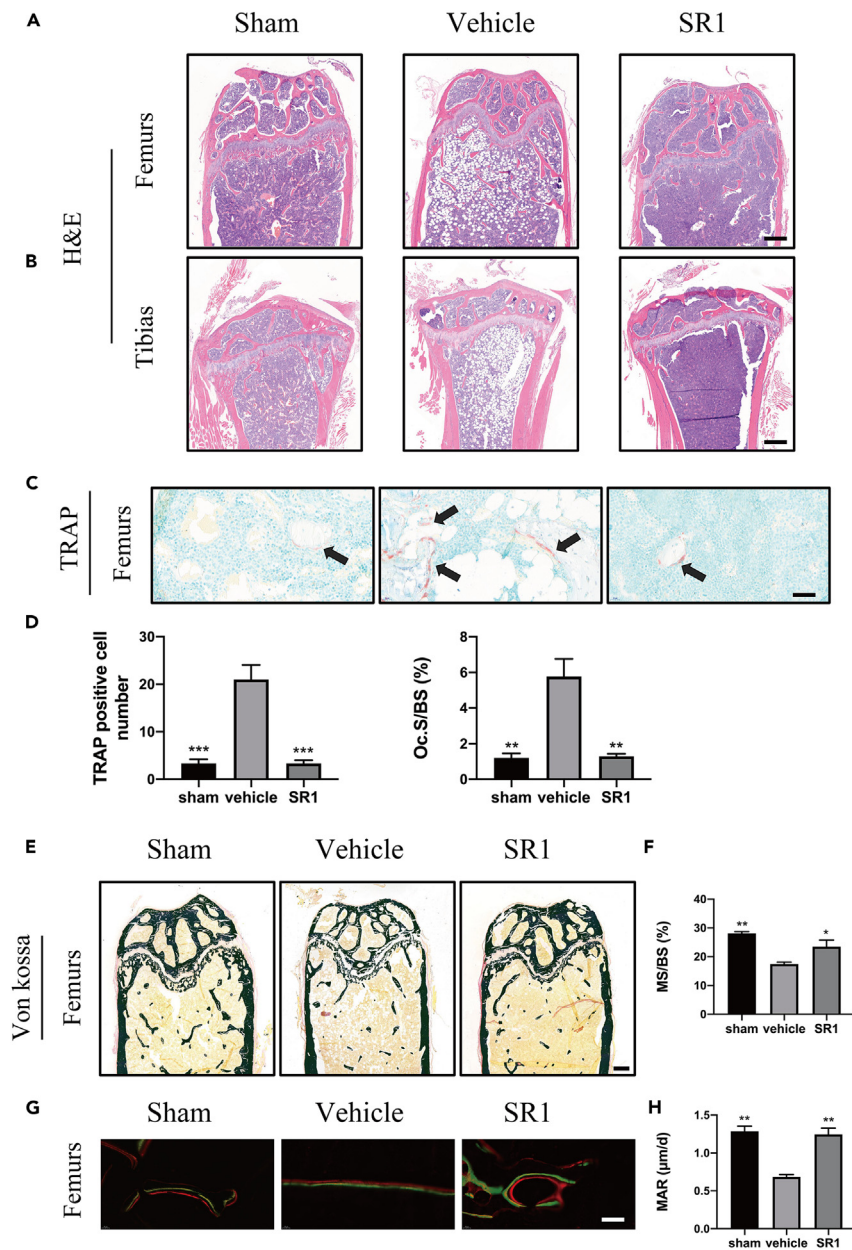 A
Sham
Vehicle
SR1
H&E
Femurs
B
Tibias
C
TRAP
Femurs
D
TRAP positive cell
number
30
20
10
0
***
***
sham
vehicle
SR1
Oc.S/BS (%)
8
6
4
2
0
**
**
sham
vehicle
SR1
E
Sham
Vehicle
SR1
Von kossa
Femurs
F
MS/BS (%)
40
30
20
10
0
**
*
sham
vehicle
SR1
G
Sham
Vehicle
SR1
Femurs
H
MAR (μm/d)
1.5
1.0
0.5
0.0
**
**
sham
vehicle
SR1